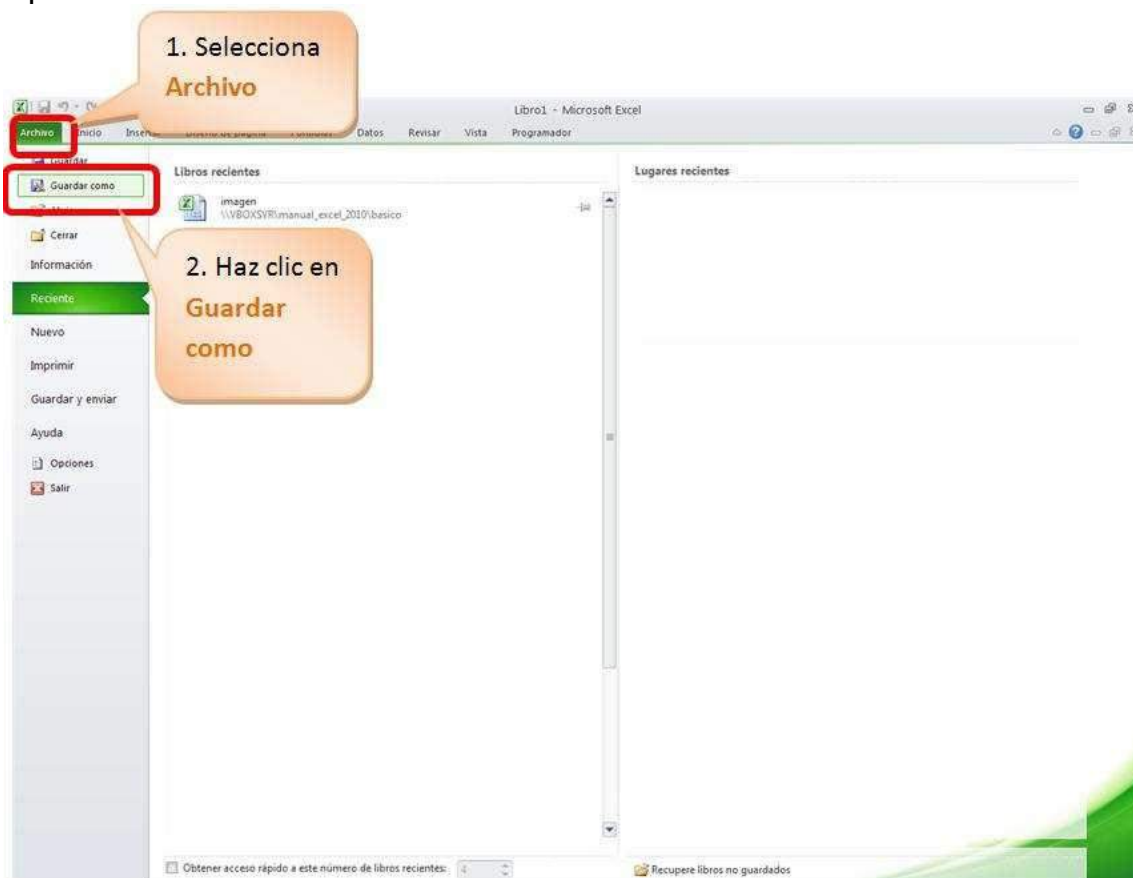 1. Selecciona
Archivo
Libro1 - Microsoft Excel
Archivo Inicio Datos Revisar Vista Programador
Guardar
Guardar como
Cerrar
Información
Reciente
Nuevo
Imprimir
Guardar y enviar
Ayuda
Opciones
Salir
Libros recientes
imagen
\\VBOXSVR\manual_excel_2010\basico
2. Haz clic en
Guardar
como
Lugares recientes
Obtener acceso rápido a este número de libros recientes: 4
Recupere libros no guardados